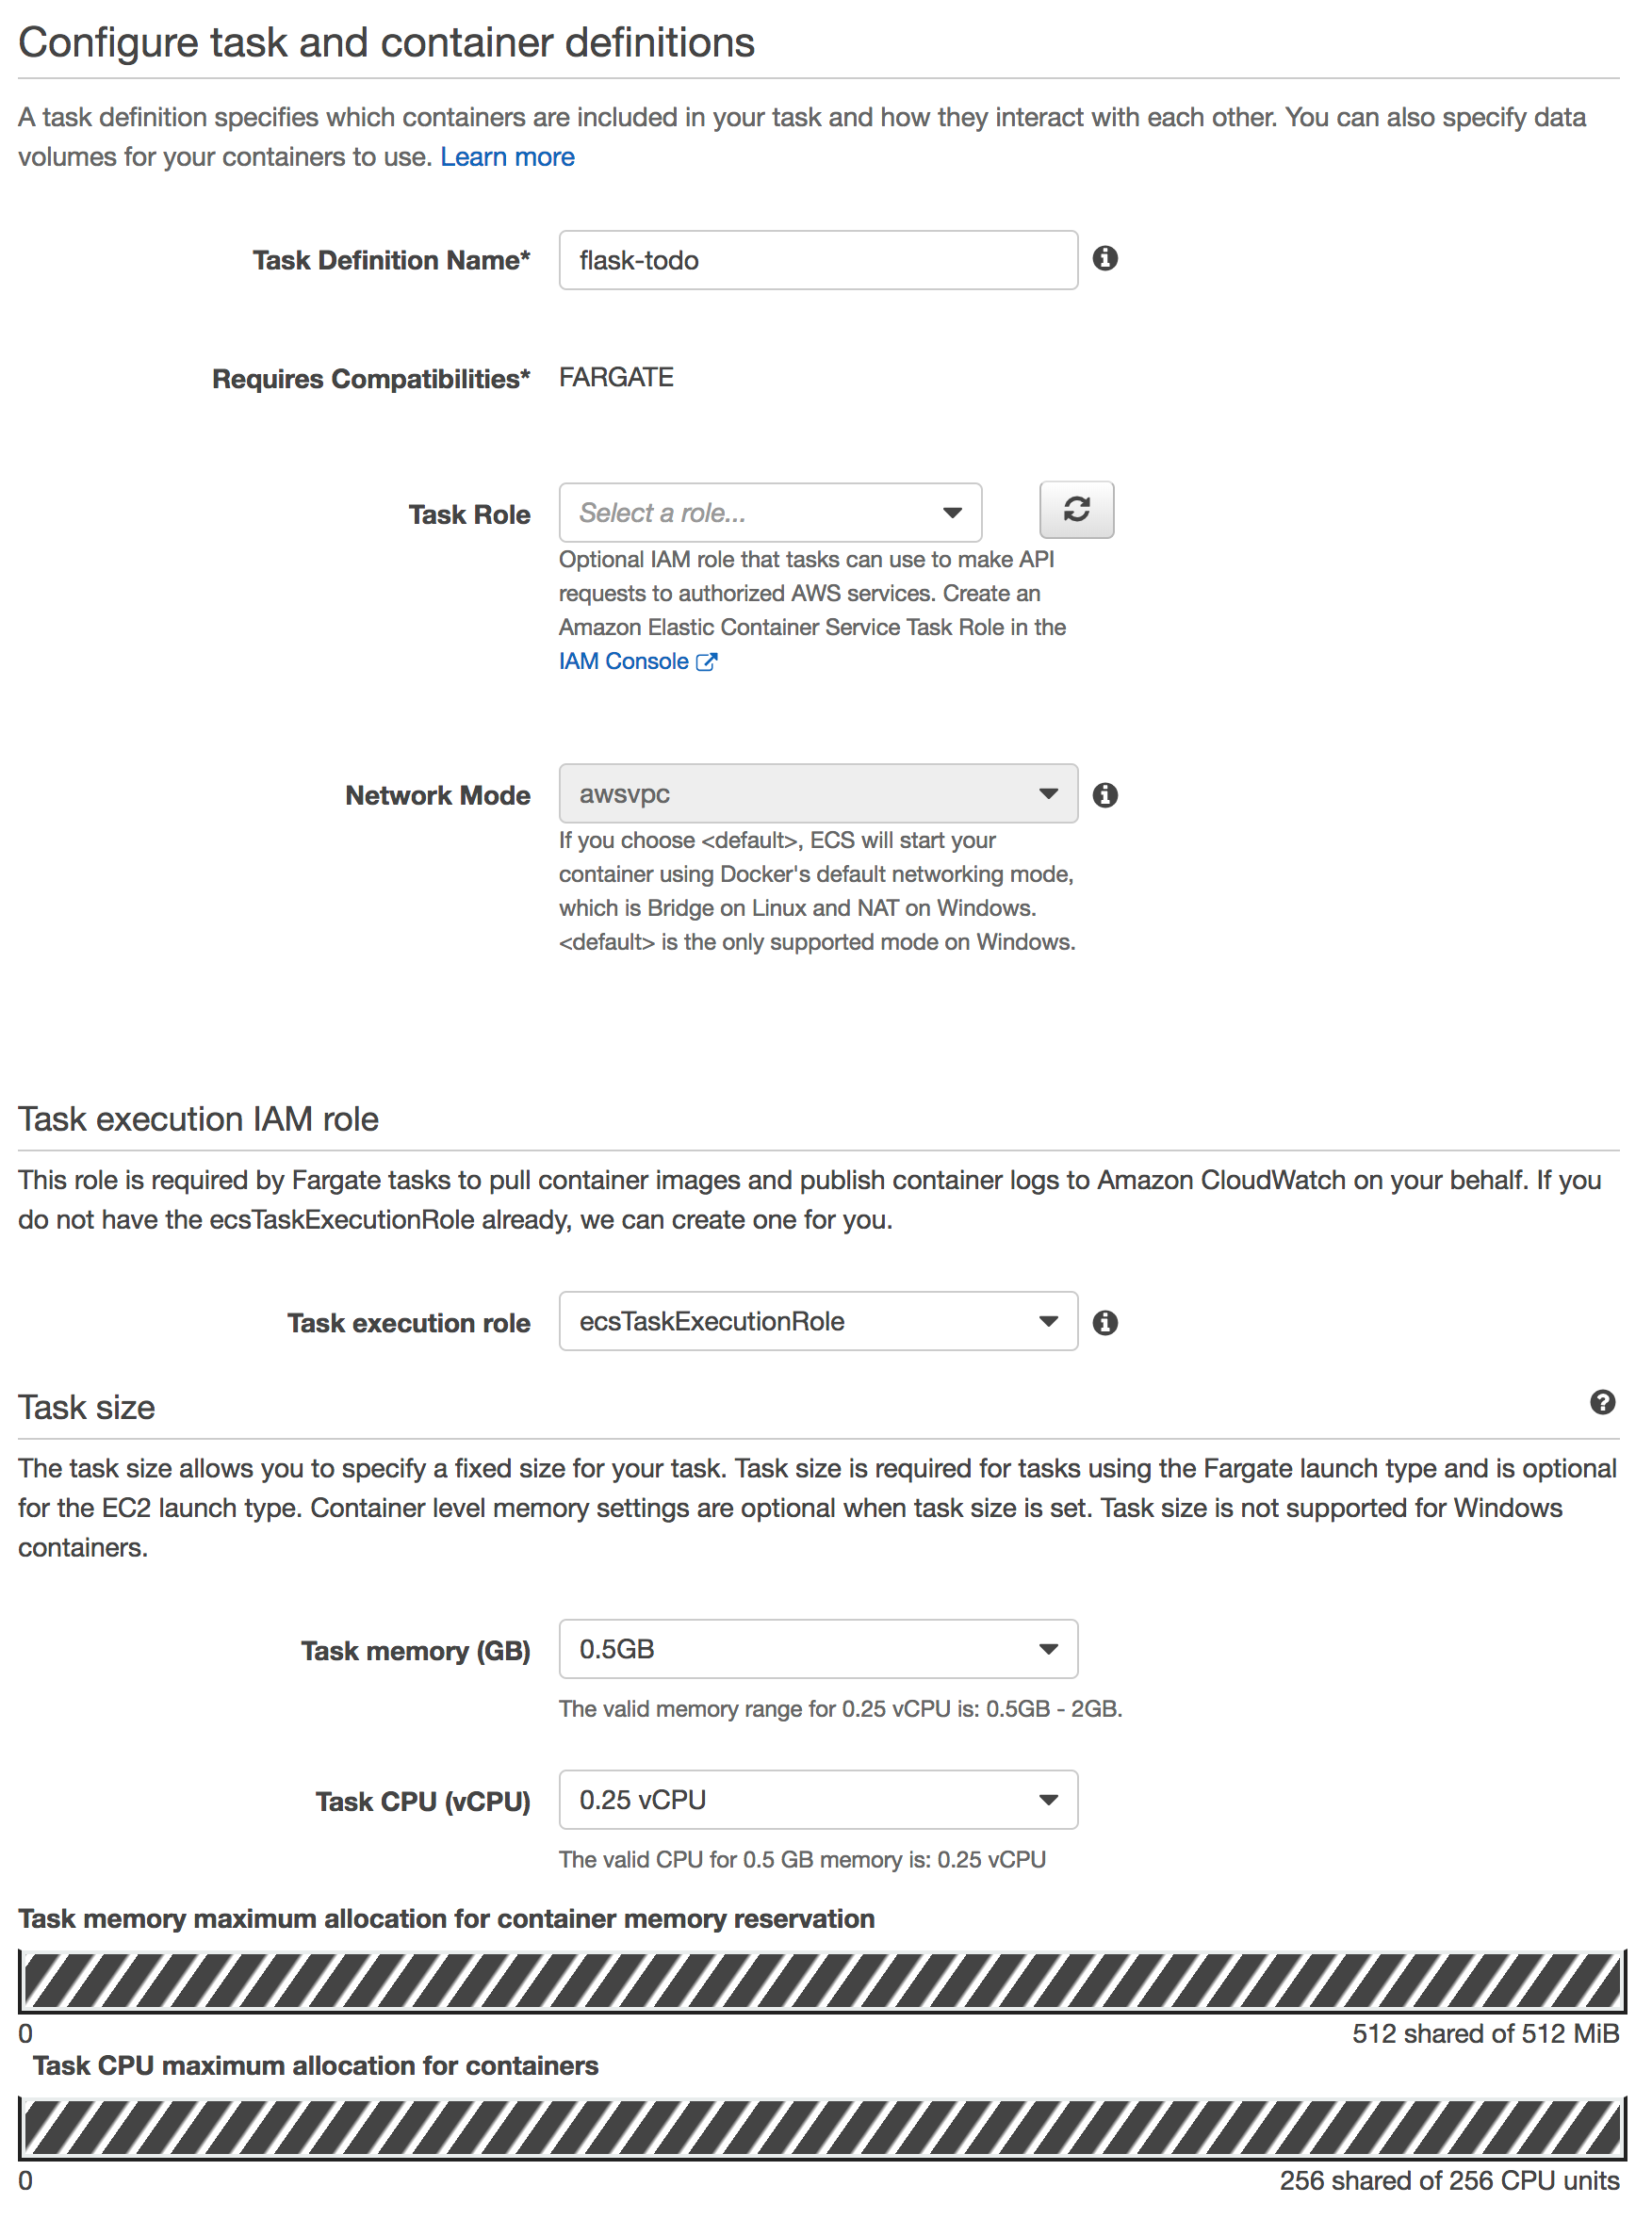 Configure task and container definitions
A task definition specifies which containers are included in your task and how they interact with each other. You can also specify data
volumes for your containers to use. Learn more
Task Definition Name* flask-todo
Requires Compatibilities* FARGATE
Task Role Select a role...
Optional IAM role that tasks can use to make API
requests to authorized AWS services. Create an
Amazon Elastic Container Service Task Role in the
IAM Console
Network Mode awsvpc
If you choose <default>, ECS will start your
container using Docker's default networking mode,
which is Bridge on Linux and NAT on Windows.
<default> is the only supported mode on Windows.
Task execution IAM role
This role is required by Fargate tasks to pull container images and publish container logs to Amazon CloudWatch on your behalf. If you
do not have the ecsTaskExecutionRole already, we can create one for you.
Task execution role ecsTaskExecutionRole
Task size
The task size allows you to specify a fixed size for your task. Task size is required for tasks using the Fargate launch type and is optional
for the EC2 launch type. Container level memory settings are optional when task size is set. Task size is not supported for Windows
containers.
Task memory (GB) 0.5GB
The valid memory range for 0.25 vCPU is: 0.5GB - 2GB.
Task CPU (vCPU) 0.25 vCPU
The valid CPU for 0.5 GB memory is: 0.25 vCPU
Task memory maximum allocation for container memory reservation
0 512 shared of 512 MiB
Task CPU maximum allocation for containers
0 256 shared of 256 CPU units